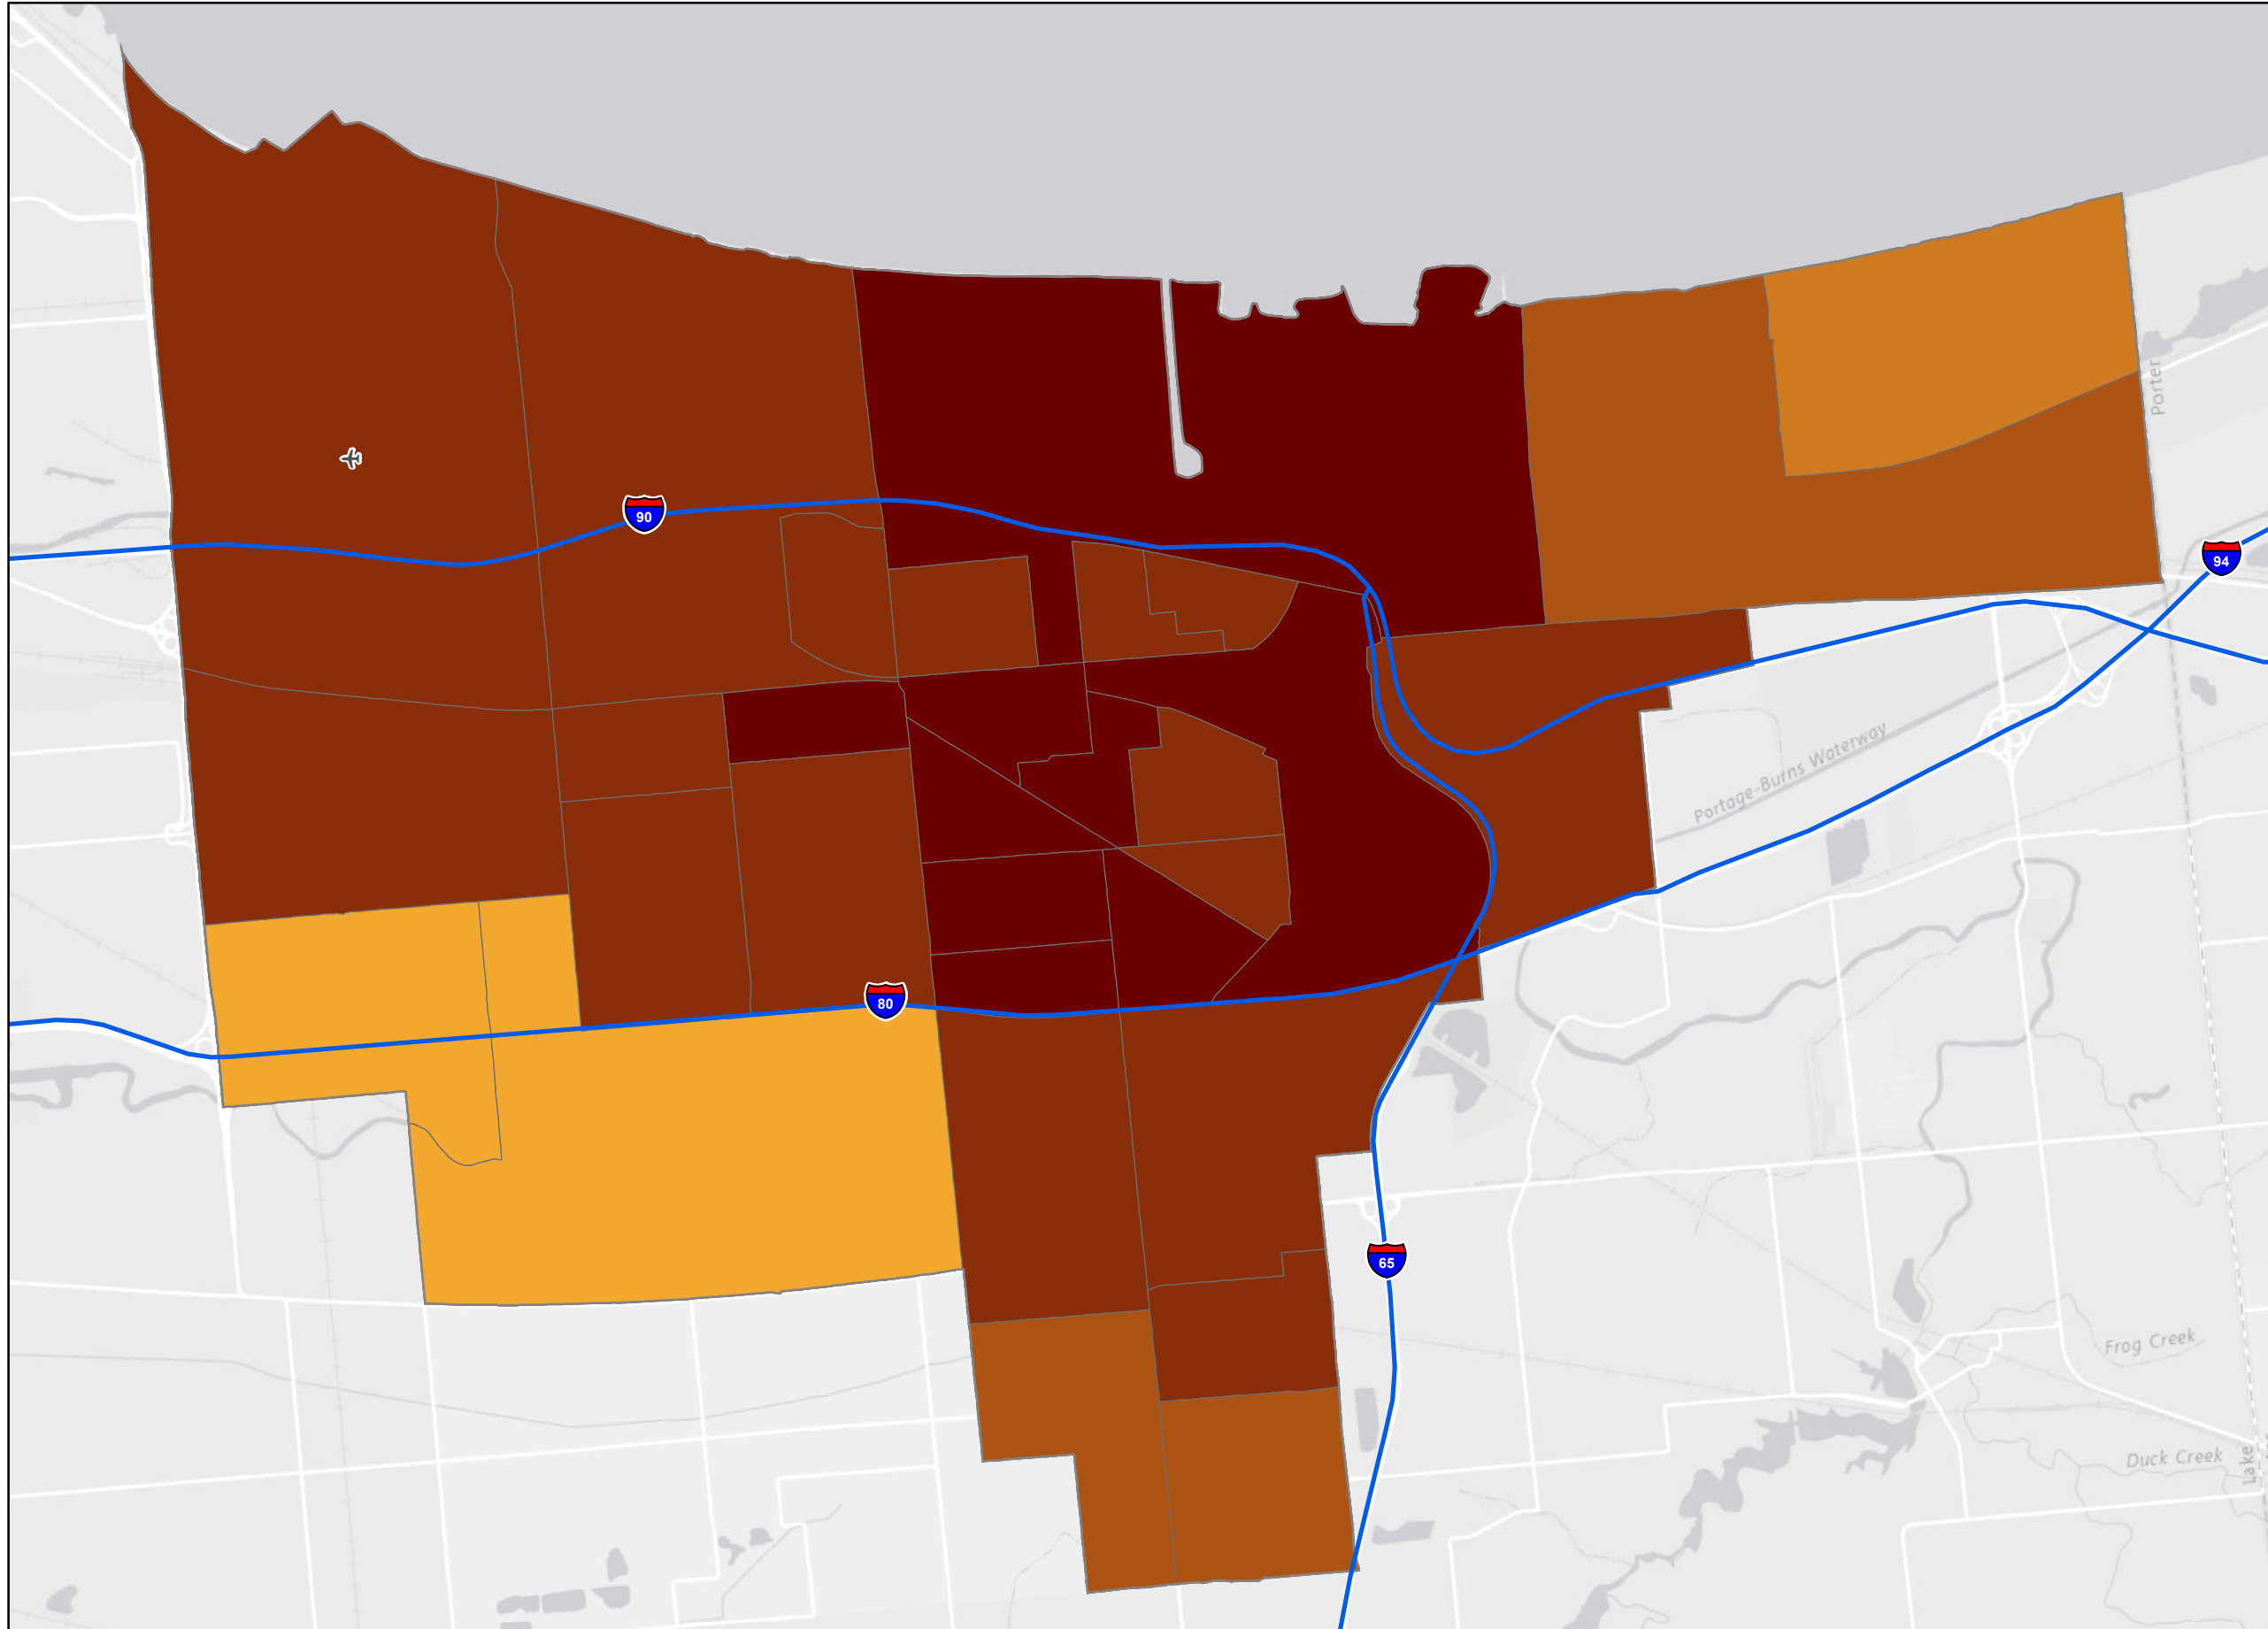 Porter
90
94
Portage-Burns Waterway
80
65
Frog Creek
Duck Creek
Lake